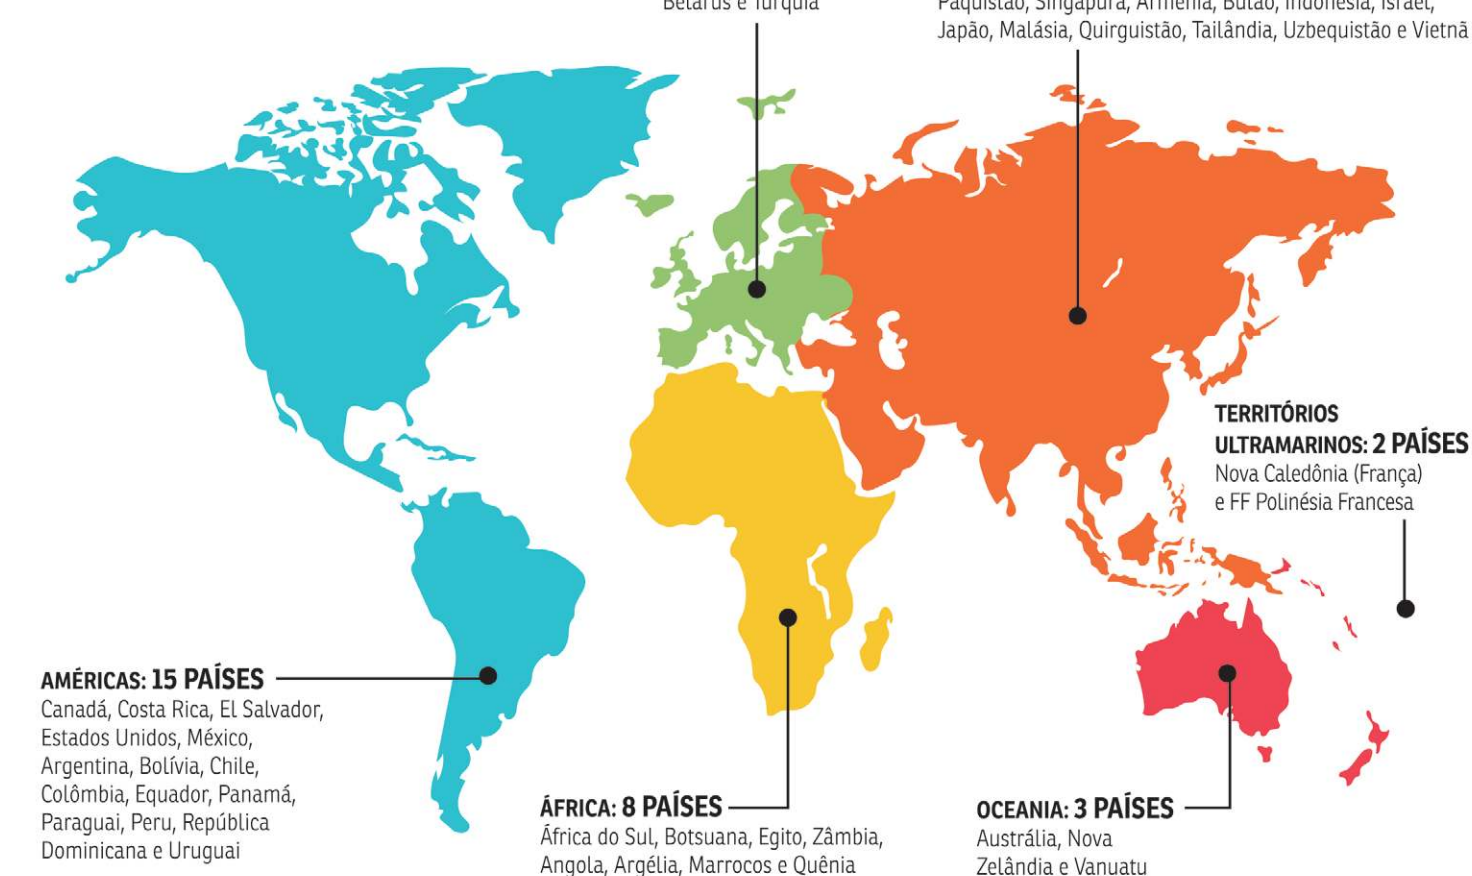 Belarus e Turquia
Paquistão, Singapura, Armênia, Butão, Indonésia, Israel,
Japão, Malásia, Quirguistão, Tailândia, Uzbequistão e Vietnã
TERRITÓRIOS
ULTRAMARINOS: 2 PAÍSES
Nova Caledônia (França)
e FF Polinésia Francesa
AMÉRICAS: 15 PAÍSES
Canadá, Costa Rica, El Salvador,
Estados Unidos, México,
Argentina, Bolívia, Chile,
Colômbia, Equador, Panamá,
Paraguai, Peru, República
Dominicana e Uruguai
ÁFRICA: 8 PAÍSES
África do Sul, Botsuana, Egito, Zâmbia,
Angola, Argélia, Marrocos e Quênia
OCEANIA: 3 PAÍSES
Austrália, Nova
Zelândia e Vanuatu